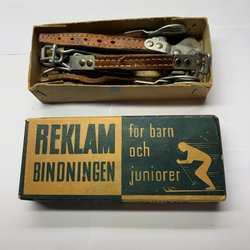 REKLAM
BINDNINGEN
för barn
och
juniorer